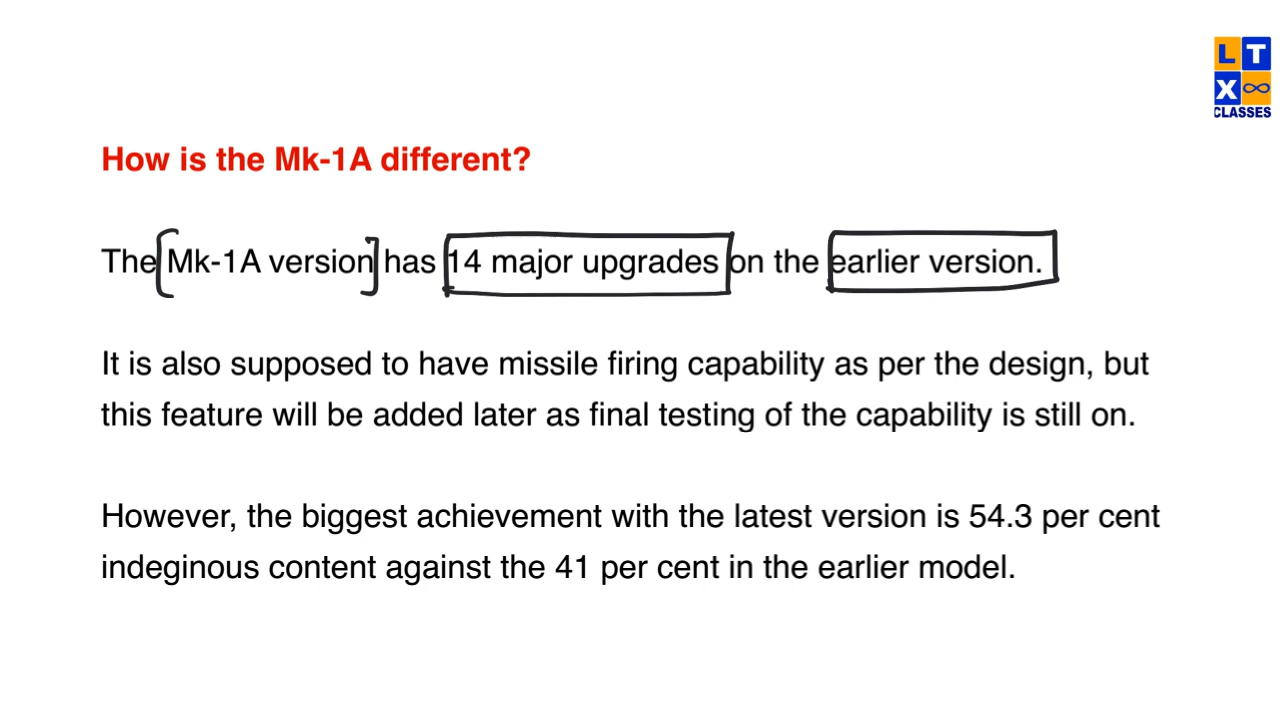 L T
X ∞
CLASSES
How is the Mk-1A different?
The [Mk-1A version] has 14 major upgrades on the earlier version.
It is also supposed to have missile firing capability as per the design, but
this feature will be added later as final testing of the capability is still on.
However, the biggest achievement with the latest version is 54.3 per cent
indeginous content against the 41 per cent in the earlier model.